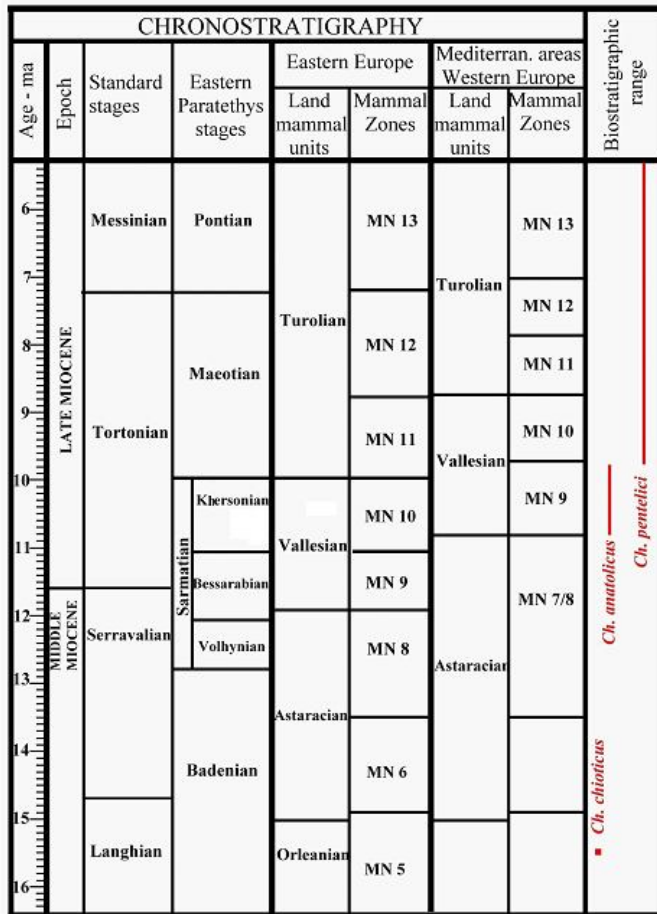 CHRONOSTRATIGRAPHY
Age - ma
Epoch
Standard
stages
Eastern
Paratethys
stages
Eastern Europe
Land
mammal
units
Mammal
Zones
Mediterran. areas
Western Europe
Land
mammal
units
Mammal
Zones
Biostratigraphic
range
6
7
8
9
10
11
12
13
14
15
16
LATE MIOCENE
MIDDLE
MIOCENE
Messinian
Tortonian
Serravalian
Langhian
Pontian
Maeotian
Sarmatian
Khersonian
Bessarabian
Volhynian
Badenian
Turolian
Vallesian
Astaracian
Orleanian
MN 13
MN 12
MN 11
MN 10
MN 9
MN 8
MN 6
MN 5
Turolian
Vallesian
Astaracian
MN 13
MN 12
MN 11
MN 10
MN 9
MN 7/8
Ch. chioticus
Ch. anatolicus
Ch. pentelici